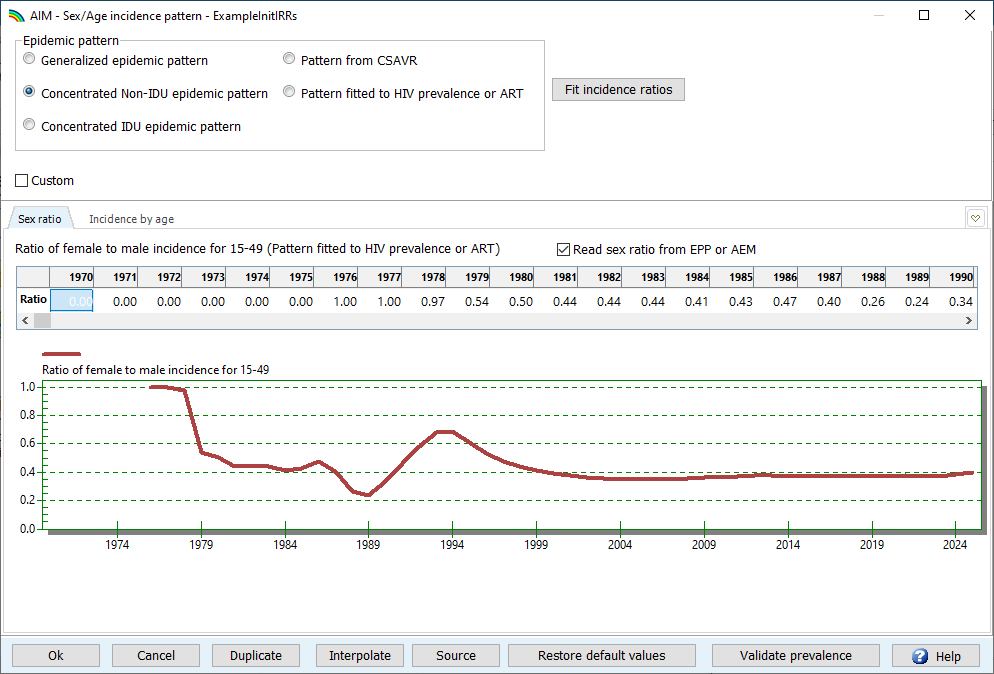 AIM - Sex/Age incidence pattern - ExampleInitIRRs
Epidemic pattern
Generalized epidemic pattern Pattern from CSAVR
Concentrated Non-IDU epidemic pattern Pattern fitted to HIV prevalence or ART Fit incidence ratios
Concentrated IDU epidemic pattern
Custom
Sex ratio Incidence by age
Ratio of female to male incidence for 15-49 (Pattern fitted to HIV prevalence or ART) Read sex ratio from EPP or AEM
1970 1971 1972 1973 1974 1975 1976 1977 1978 1979 1980 1981 1982 1983 1984 1985 1986 1987 1988 1989 1990
Ratio 0.00 0.00 0.00 0.00 0.00 0.00 1.00 1.00 0.97 0.54 0.50 0.44 0.44 0.44 0.41 0.43 0.47 0.40 0.26 0.24 0.34
Ratio of female to male incidence for 15-49
1.0
0.8
0.6
0.4
0.2
0.0
1974 1979 1984 1989 1994 1999 2004 2009 2014 2019 2024
Ok Cancel Duplicate Interpolate Source Restore default values Validate prevalence ? Help